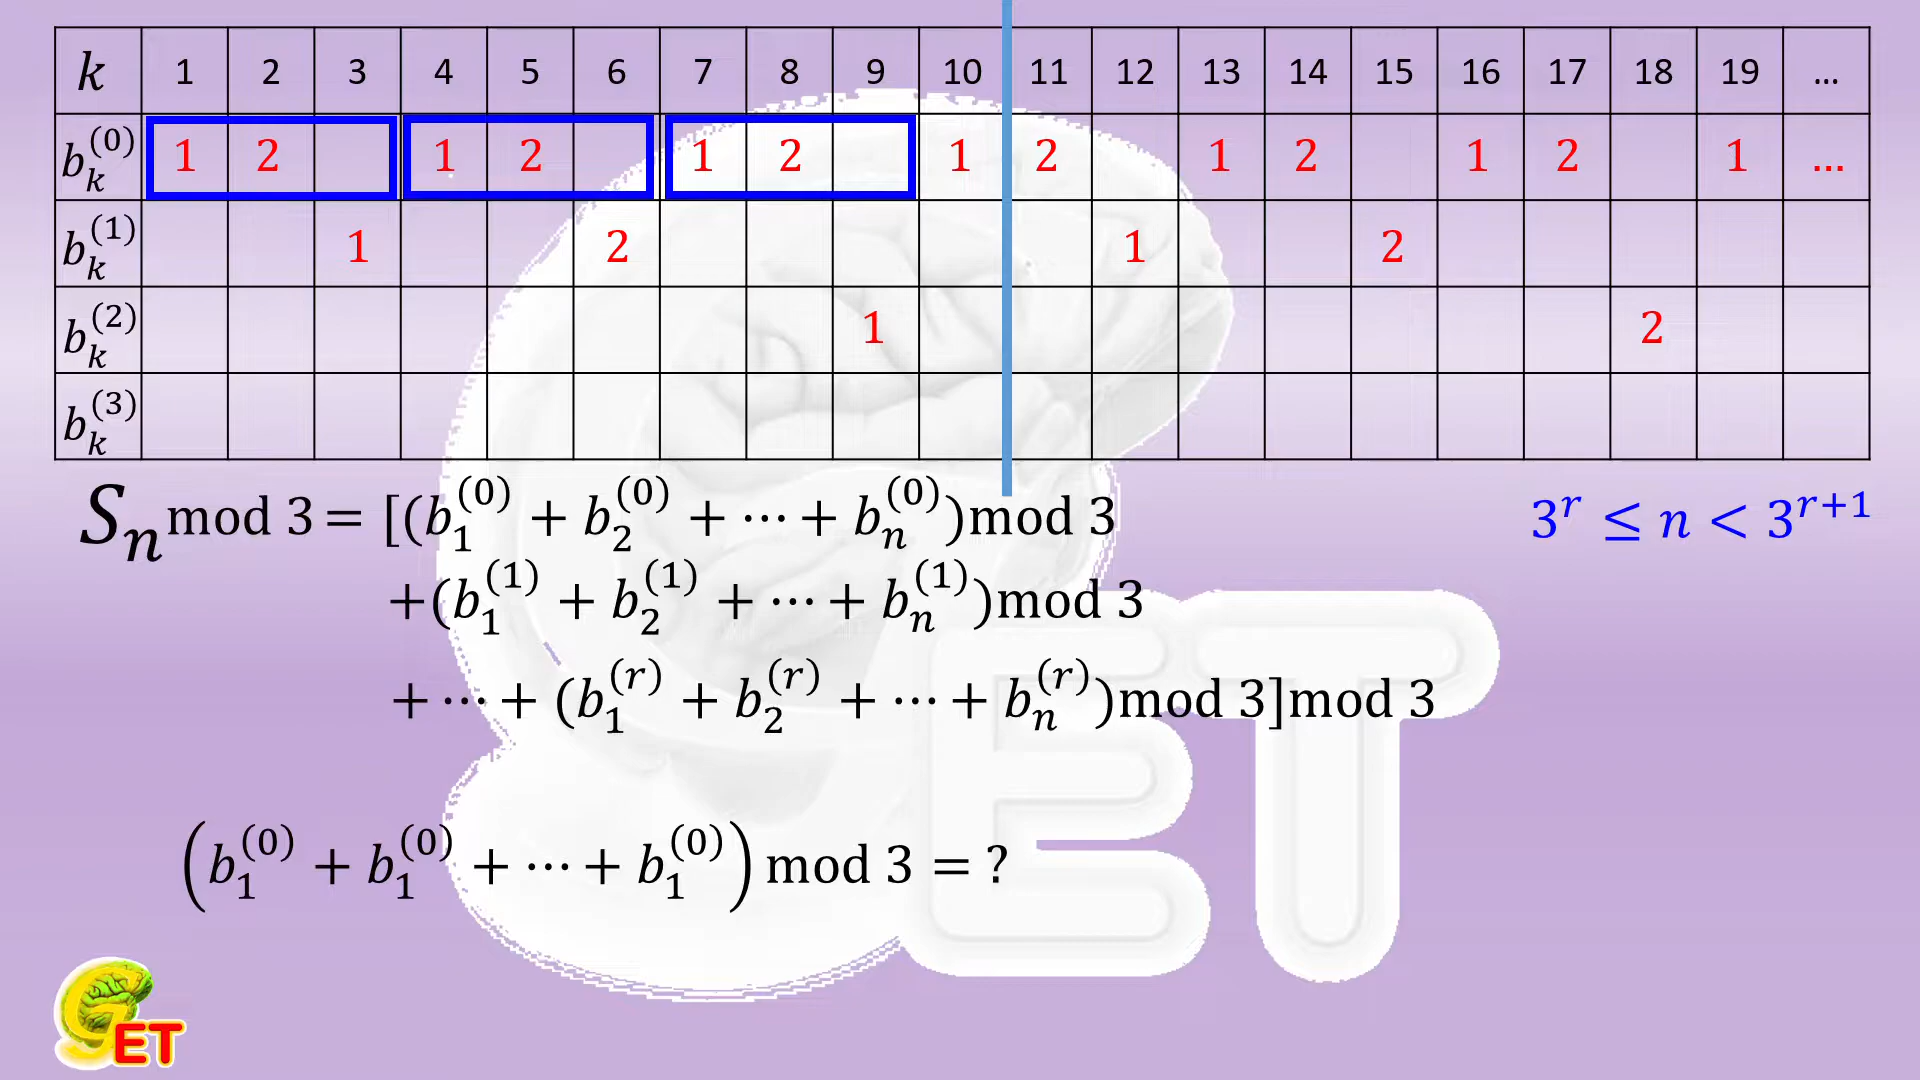 k 1 2 3 4 5 6 7 8 9 10 11 12 13 14 15 16 17 18 19 ...
b_k^(0) 1 2 1 2 1 2 1 2 1 2 1 2 1 ...
b_k^(1) 1 2 1 2
b_k^(2) 1 2
b_k^(3)
S_n mod 3 = [(b_1^(0) + b_2^(0) + ⋯ + b_n^(0)) mod 3 3^r ≤ n < 3^(r+1)
+(b_1^(1) + b_2^(1) + ⋯ + b_n^(1)) mod 3
+ ⋯ + (b_1^(r) + b_2^(r) + ⋯ + b_n^(r)) mod 3] mod 3
(b_1^(0) + b_1^(0) + ⋯ + b_1^(0)) mod 3 = ?
ET
GET